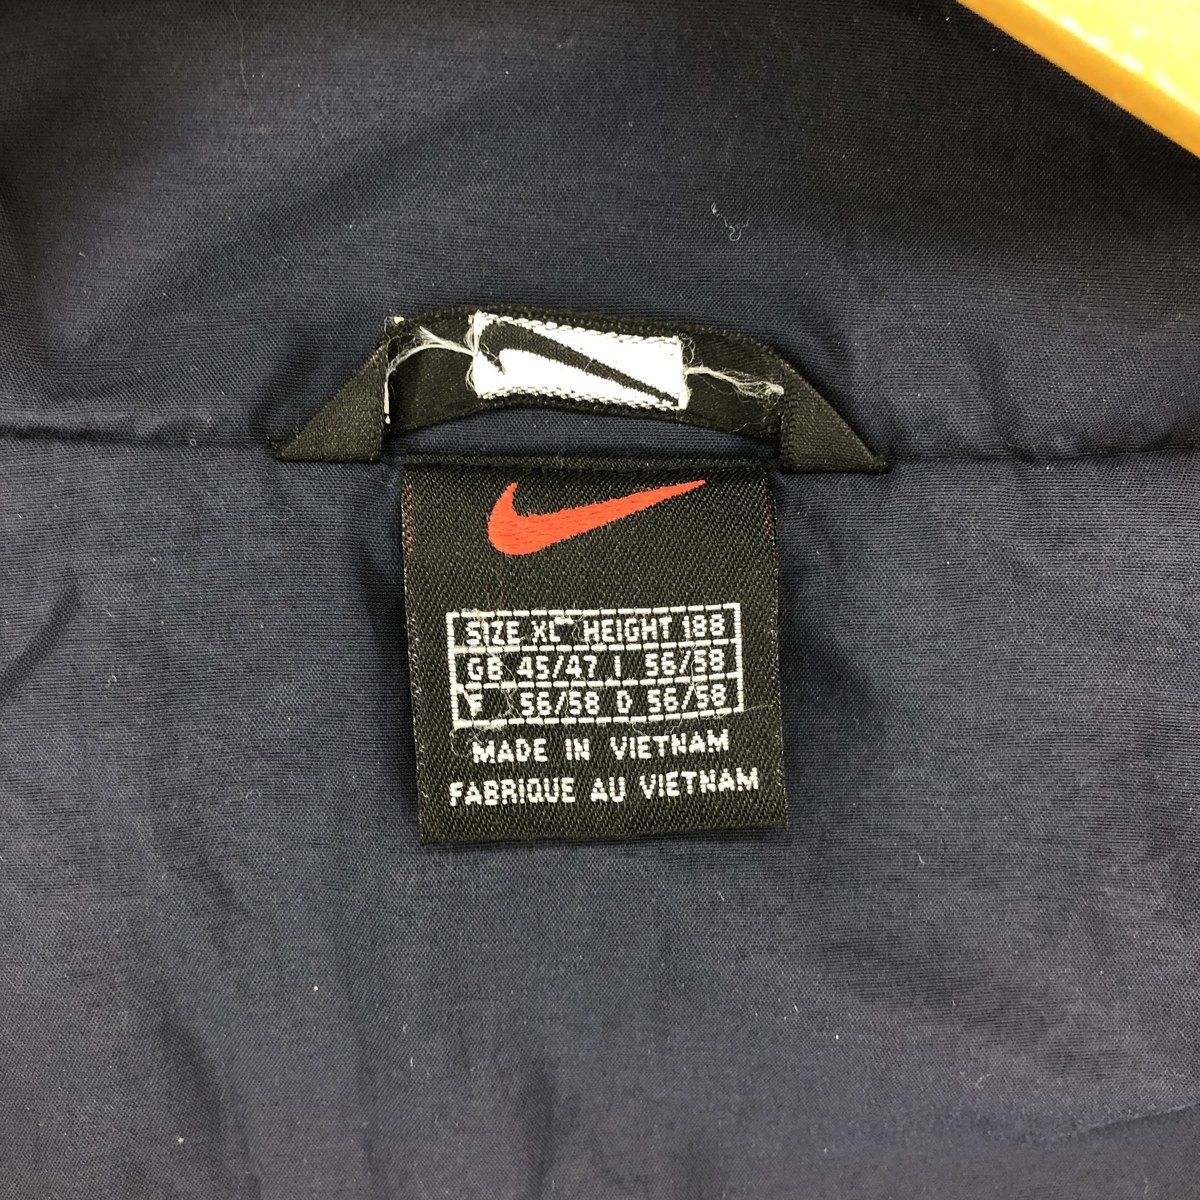 SIZE XL HEIGHT 188
GB 45/47 I 56/58
F 56/58 D 56/58
MADE IN VIETNAM
FABRIQUE AU VIETNAM